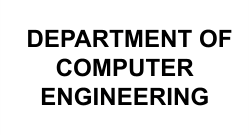 DEPARTMENT OF
COMPUTER
ENGINEERING